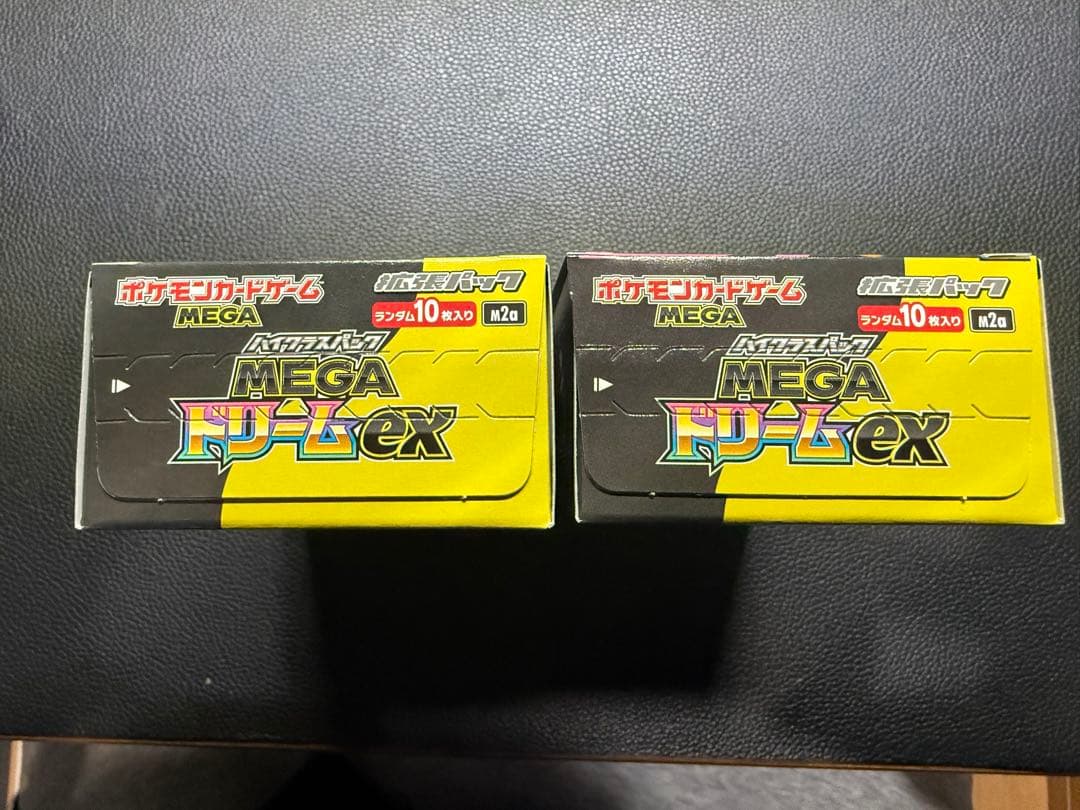 ポケモンカードゲーム
MEGA
拡張パック
ランダム10枚入り
M2a
ハイクラスパック
MEGA
ドリームex
ポケモンカードゲーム
MEGA
拡張パック
ランダム10枚入り
M2a
ハイクラスパック
MEGA
ドリームex